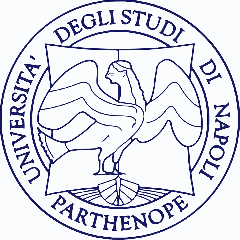 UNIVERSITA' DEGLI STUDI DI NAPOLI
PARTHENOPE